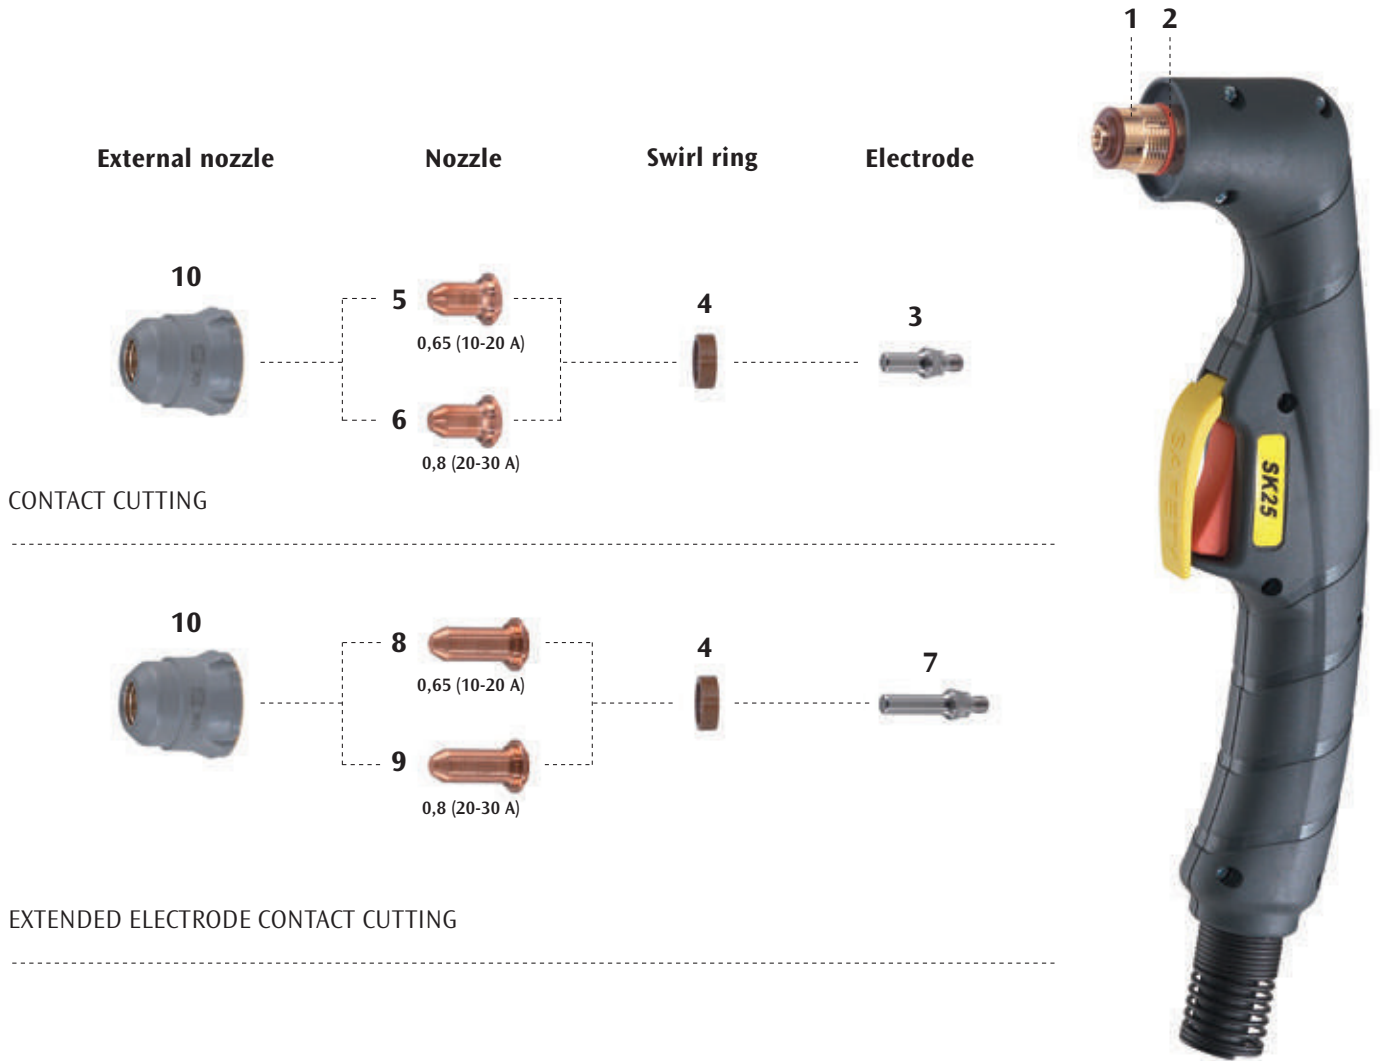 1 2
External nozzle Nozzle Swirl ring Electrode
10
5
0,65 (10-20 A)
4
3
6
0,8 (20-30 A)
CONTACT CUTTING
SK25
10
8
0,65 (10-20 A)
4
7
9
0,8 (20-30 A)
EXTENDED ELECTRODE CONTACT CUTTING